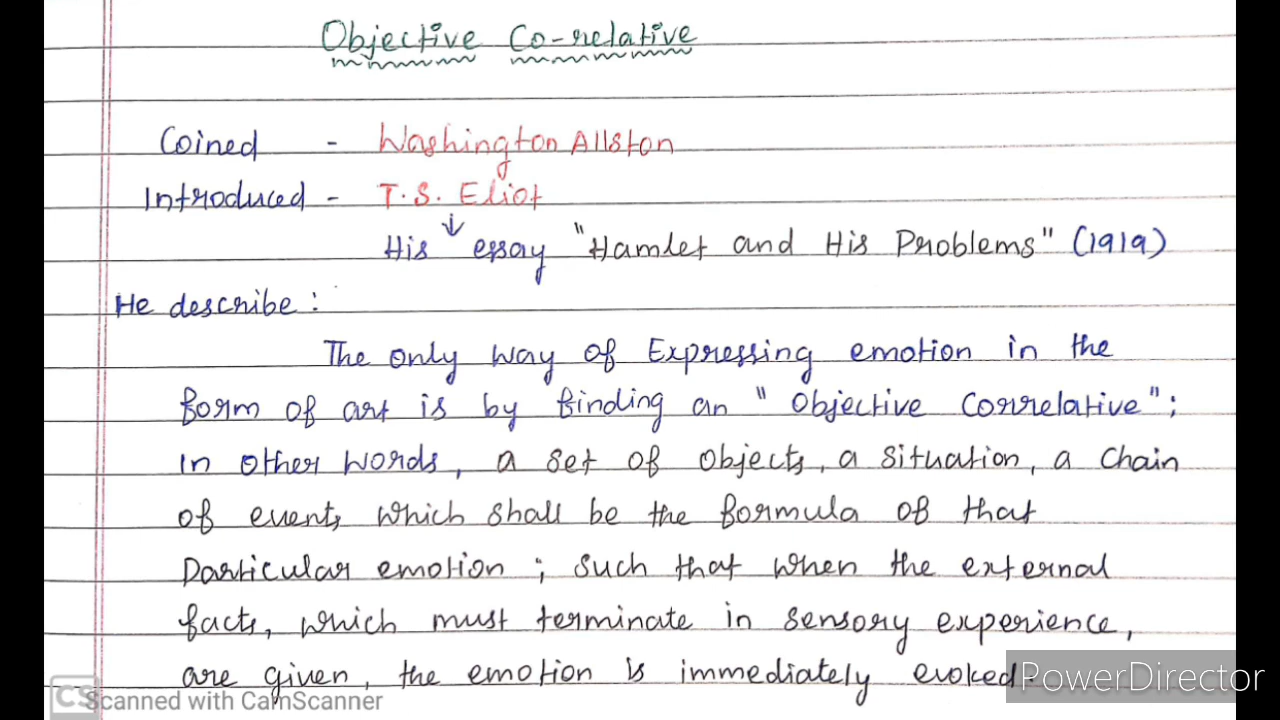 Objective Co-relative
Coined - Washington Allston
Introduced - T.S. Eliot
↓
His essay "Hamlet and His Problems" (1919)
He describe :
The only way of Expressing emotion in the
form of art is by finding an "Objective Correlative";
in other words, a set of objects, a situation, a chain
of events, which shall be the formula of that
Particular emotion ; such that when the external
facts, which must terminate in sensory experience,
are given, the emotion is immediately evoked.
CS Scanned with CamScanner
PowerDirector